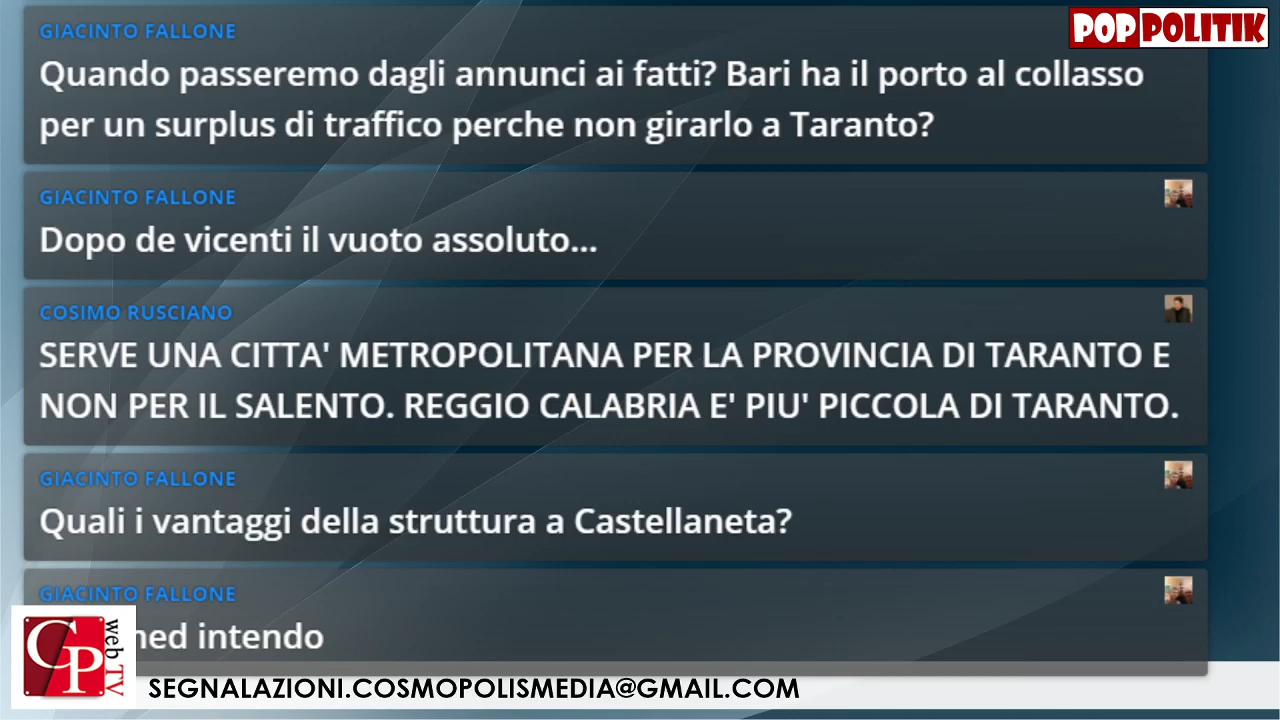 POPPOLITIK
GIACINTO FALLONE
Quando passeremo dagli annunci ai fatti? Bari ha il porto al collasso
per un surplus di traffico perche non girarlo a Taranto?
GIACINTO FALLONE
Dopo de vicenti il vuoto assoluto...
COSIMO RUSCIANO
SERVE UNA CITTA' METROPOLITANA PER LA PROVINCIA DI TARANTO E
NON PER IL SALENTO. REGGIO CALABRIA E' PIU' PICCOLA DI TARANTO.
GIACINTO FALLONE
Quali i vantaggi della struttura a Castellaneta?
GIACINTO FALLONE
intendo
CP web TV
SEGNALAZIONI.COSMOPOLISMEDIA@GMAIL.COM